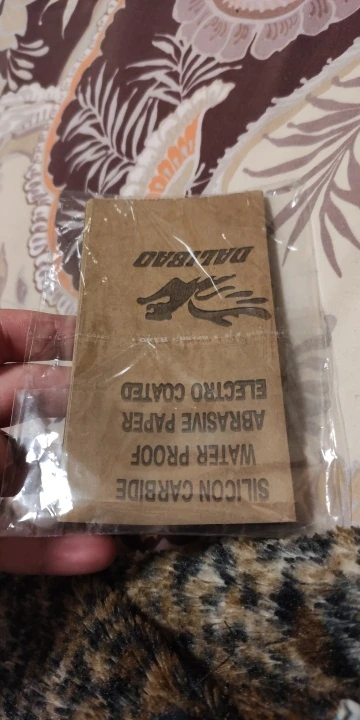 SILICON CARBIDE
WATER PROOF
ABRASIVE PAPER
ELECTRO COATED
DALIBAO